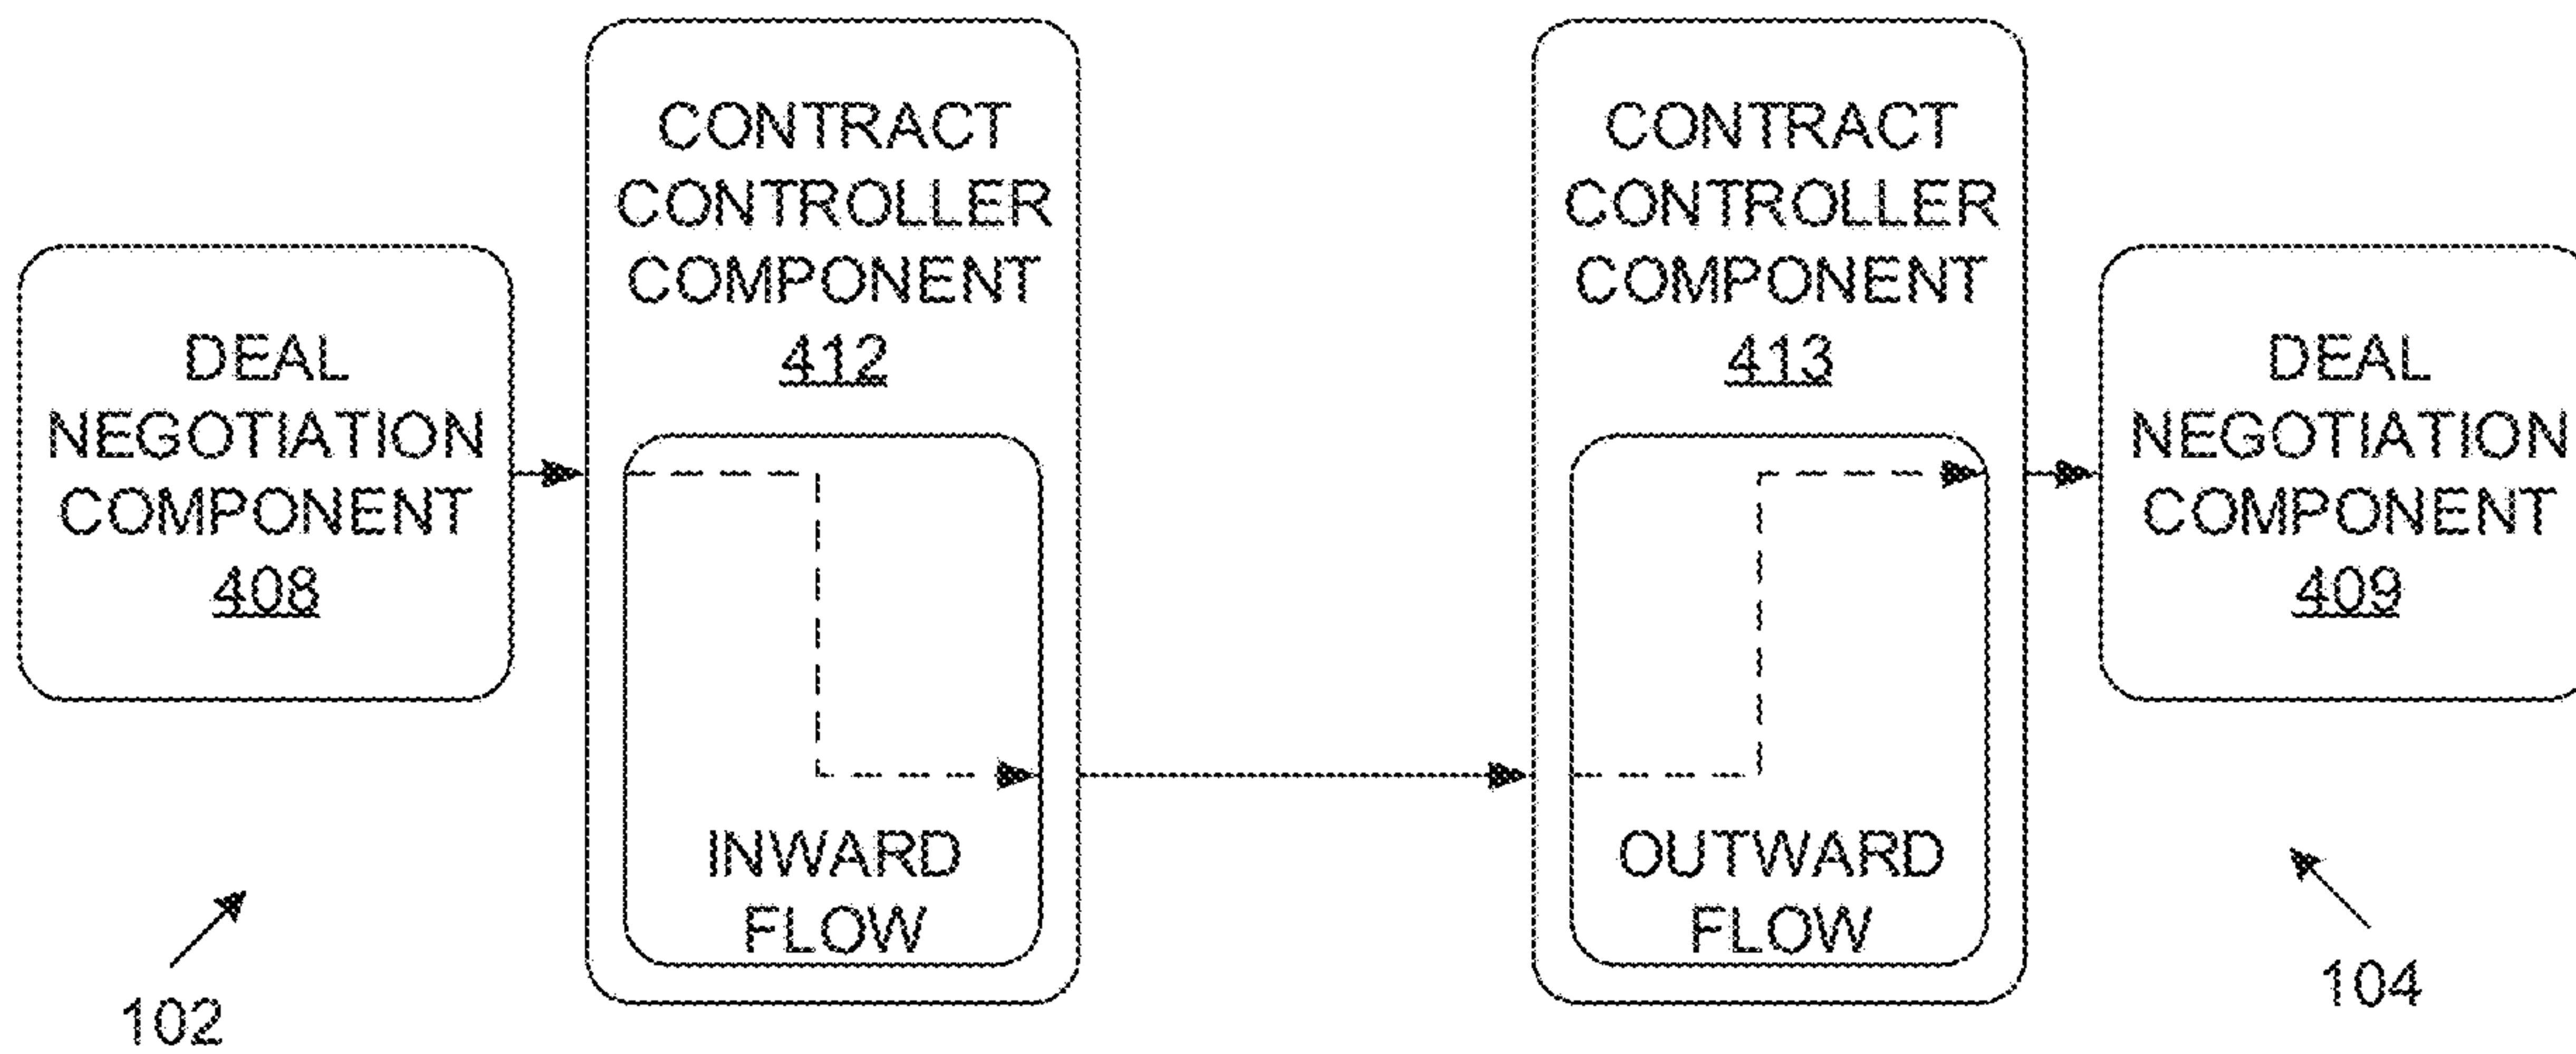 DEAL
NEGOTIATION
COMPONENT
408
CONTRACT
CONTROLLER
COMPONENT
412
INWARD
FLOW
CONTRACT
CONTROLLER
COMPONENT
413
OUTWARD
FLOW
DEAL
NEGOTIATION
COMPONENT
409
102
104